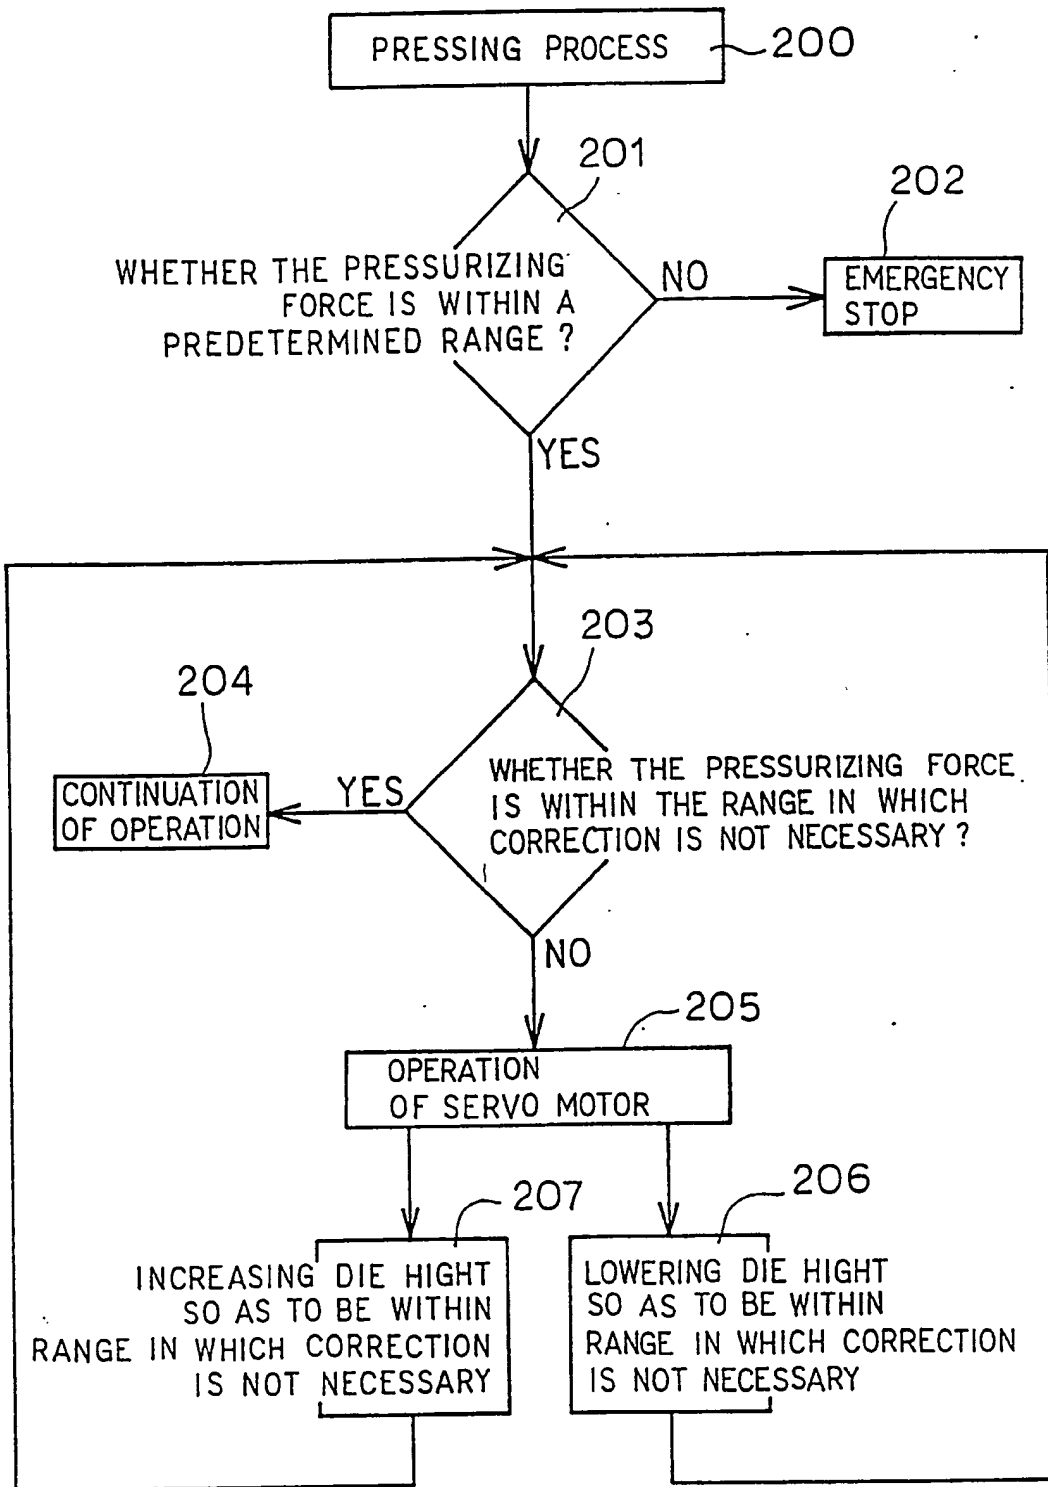 PRESSING PROCESS
200
201
202
WHETHER THE PRESSURIZING
FORCE IS WITHIN A
PREDETERMINED RANGE ?
NO
EMERGENCY
STOP
YES
203
204
YES
CONTINUATION
OF OPERATION
WHETHER THE PRESSURIZING FORCE
IS WITHIN THE RANGE IN WHICH
CORRECTION IS NOT NECESSARY ?
NO
205
OPERATION
OF SERVO MOTOR
207
206
INCREASING DIE HIGHT
SO AS TO BE WITHIN
RANGE IN WHICH CORRECTION
IS NOT NECESSARY
LOWERING DIE HIGHT
SO AS TO BE WITHIN
RANGE IN WHICH CORRECTION
IS NOT NECESSARY